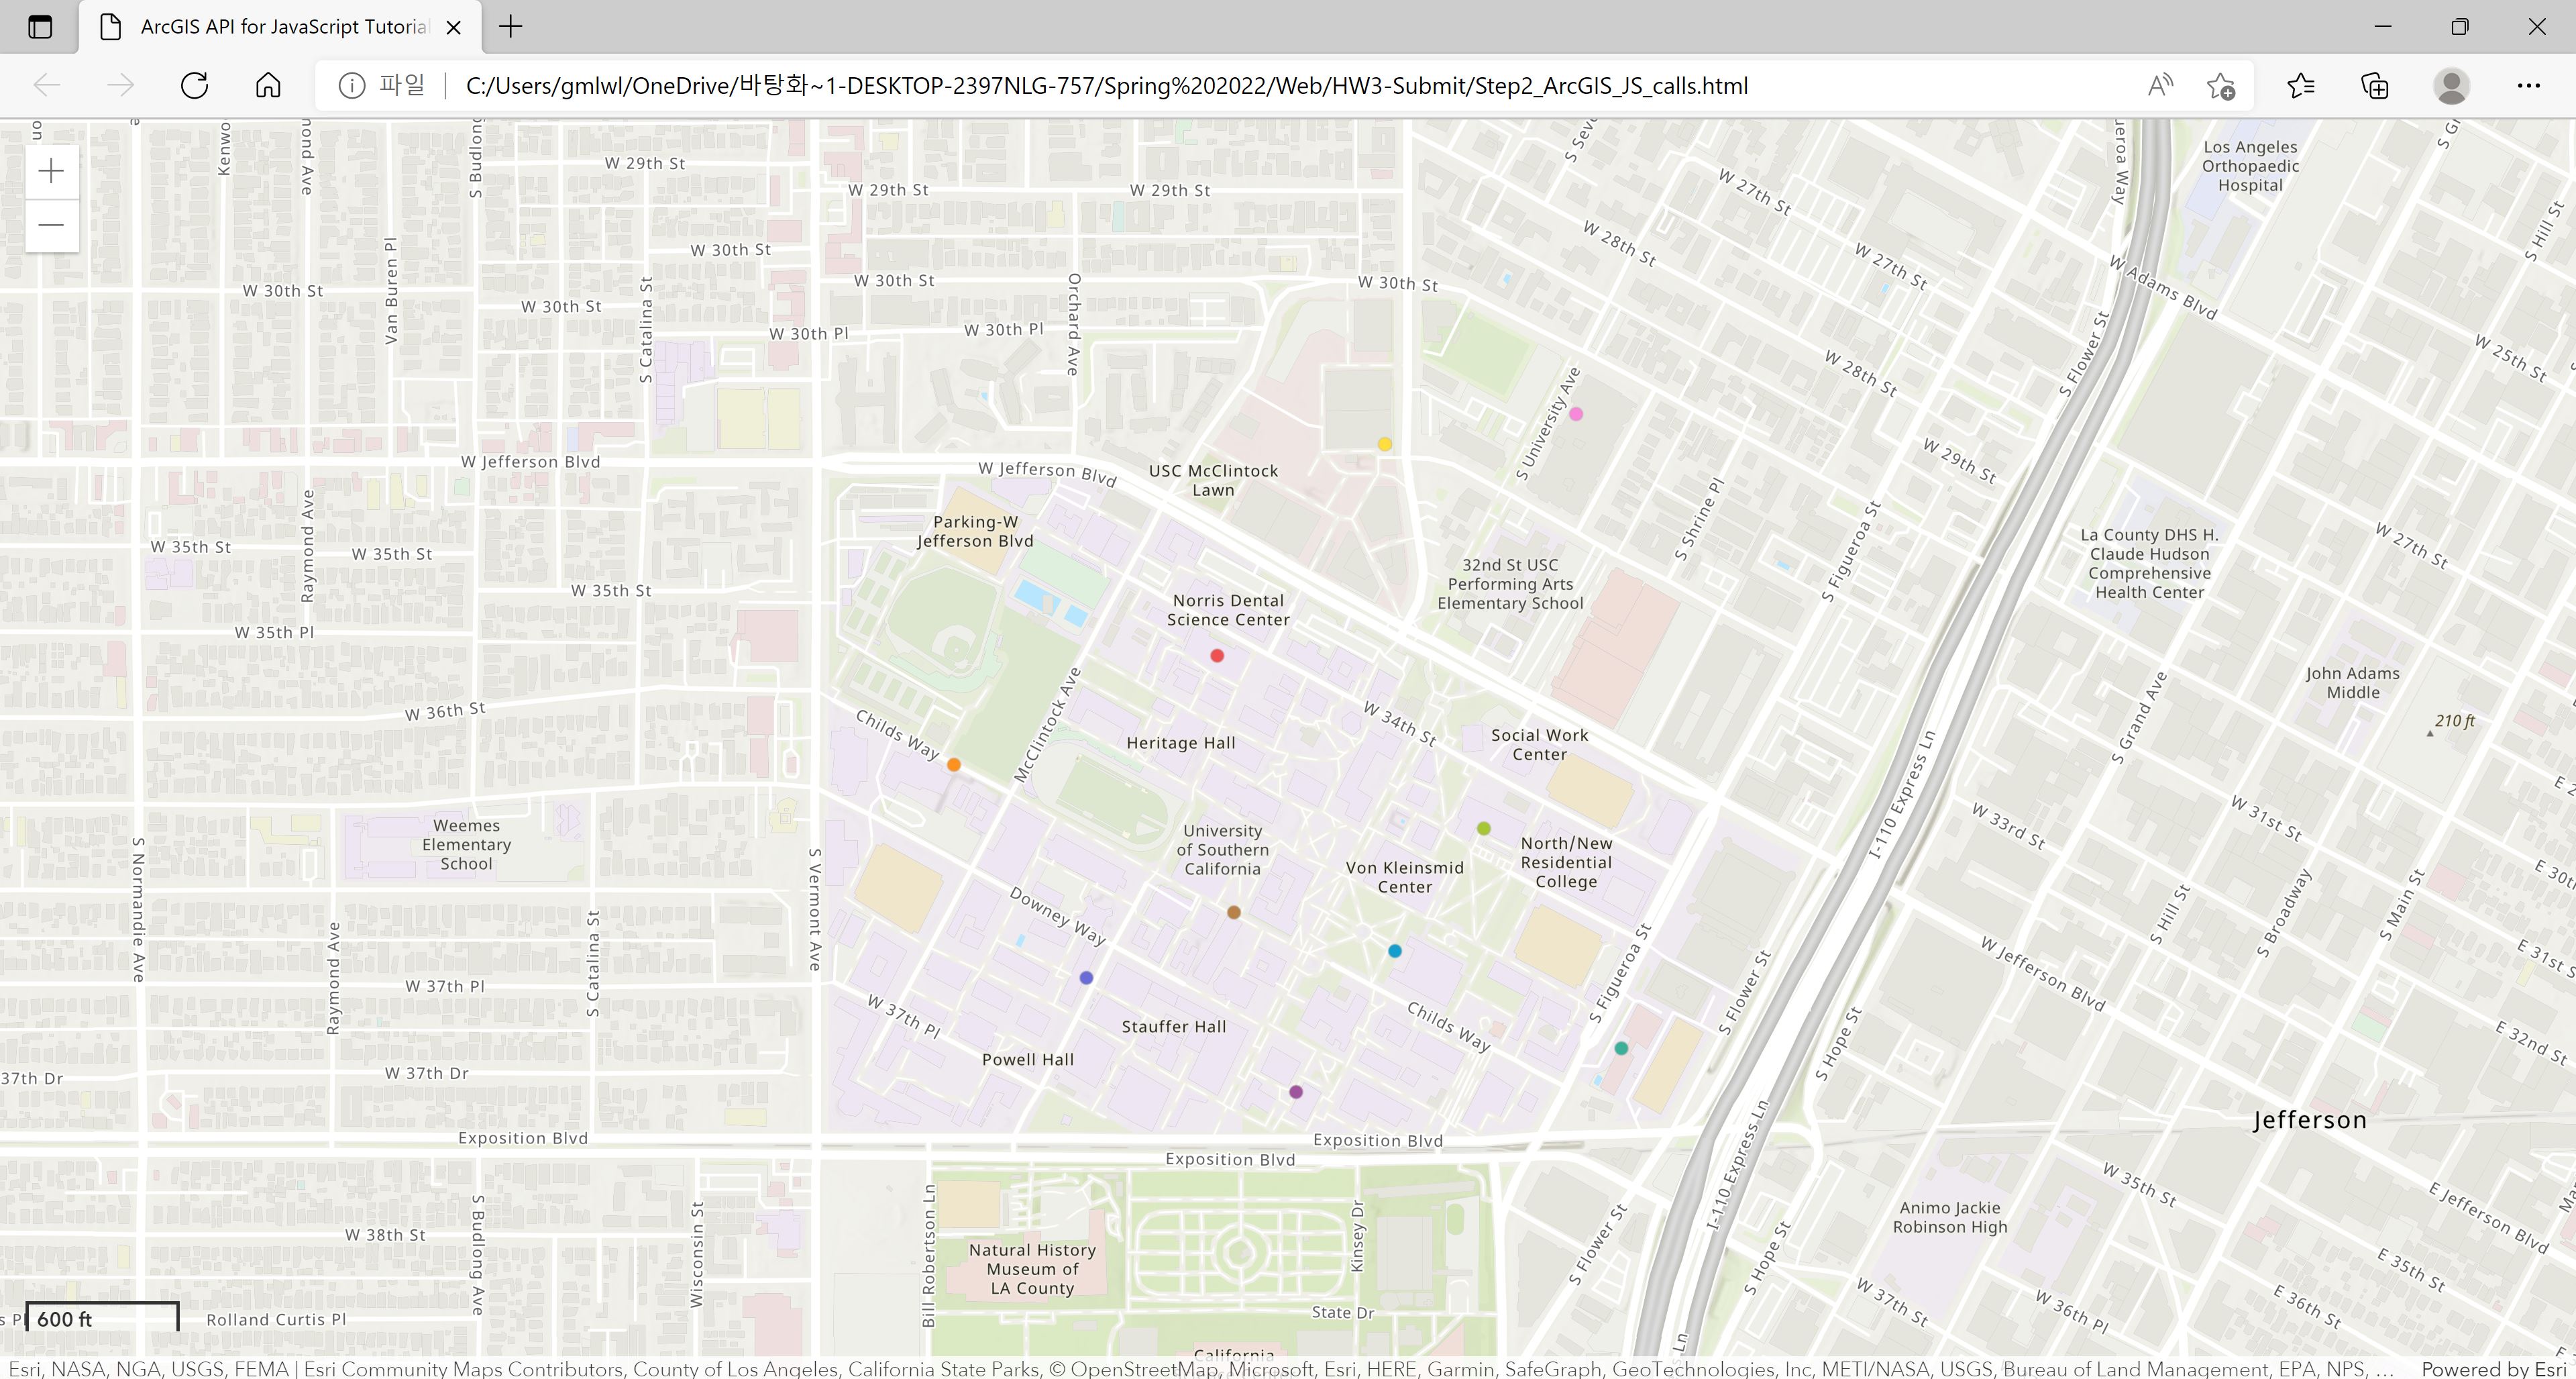 ArcGIS API for JavaScript Tutorial
파일
C:/Users/gmlwl/OneDrive/바탕화~1-DESKTOP-2397NLG-757/Spring%202022/Web/HW3-Submit/Step2_ArcGIS_JS_calls.html
W 29th St
W 29th St
W 29th St
W 27th St
Los Angeles
Orthopaedic
Hospital
S Hill St
W 28th St
W 27th St
W Adams Blvd
W 30th St
W 30th St
W 30th St
W 30th St
W 30th St
W 30th Pl
W 30th Pl
Van Buren Pl
S Catalina St
Orchard Ave
S Flower St
W 25th St
W 28th St
S University Ave
W 29th St
W Jefferson Blvd
W Jefferson Blvd
USC McClintock
Lawn
Parking-W
Jefferson Blvd
S Shrine Pl
S Figueroa St
La County DHS H.
Claude Hudson
Comprehensive
Health Center
W 27th St
Raymond Ave
W 35th St
W 35th St
W 35th St
32nd St USC
Performing Arts
Elementary School
Norris Dental
Science Center
W 35th Pl
McClintock Ave
John Adams
Middle
210 ft
S Grand Ave
W 36th St
Childs Way
Heritage Hall
W 34th St
Social Work
Center
I-110 Express Ln
W 31st St
W 33rd St
Weemes
Elementary
School
University
of Southern
California
Von Kleinsmid
Center
North/New
Residential
College
S Normandie Ave
S Vermont Ave
Downey Way
S Hill St
S Broadway
S Main St
Raymond Ave
S Catalina St
W 37th Pl
W 37th Pl
S Figueroa St
S Flower St
W Jefferson Blvd
Childs Way
Stauffer Hall
Powell Hall
S Hope St
E 32nd St
37th Dr
W 37th Dr
Exposition Blvd
Exposition Blvd
Exposition Blvd
I-110 Express Ln
Jefferson
W 35th St
E Jefferson Blvd
Animo Jackie
Robinson High
W 38th St
S Budlong Ave
Wisconsin St
Bill Robertson Ln
Natural History
Museum of
LA County
Kinsey Dr
S Flower St
S Hope St
E 35th St
W 37th St
W 36th Pl
E 36th St
State Dr
600 ft
Rolland Curtis Pl
California
Esri, NASA, NGA, USGS, FEMA | Esri Community Maps Contributors, County of Los Angeles, California State Parks, © OpenStreetMap, Microsoft, Esri, HERE, Garmin, SafeGraph, GeoTechnologies, Inc, METI/NASA, USGS, Bureau of Land Management, EPA, NPS, ...
Powered by Esri